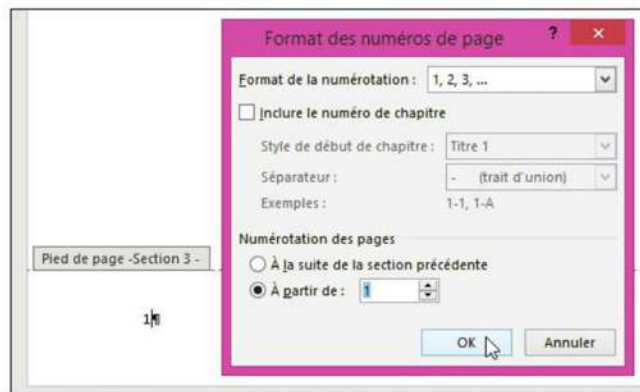 Format des numéros de page ? ×
Format de la numérotation : 1, 2, 3, ...
Inclure le numéro de chapitre
Style de début de chapitre : Titre 1
Séparateur : - (trait d'union)
Exemples : 1-1, 1-A
Numérotation des pages
Pied de page -Section 3 -
À la suite de la section précédente
À partir de : 1
1¶
OK Annuler